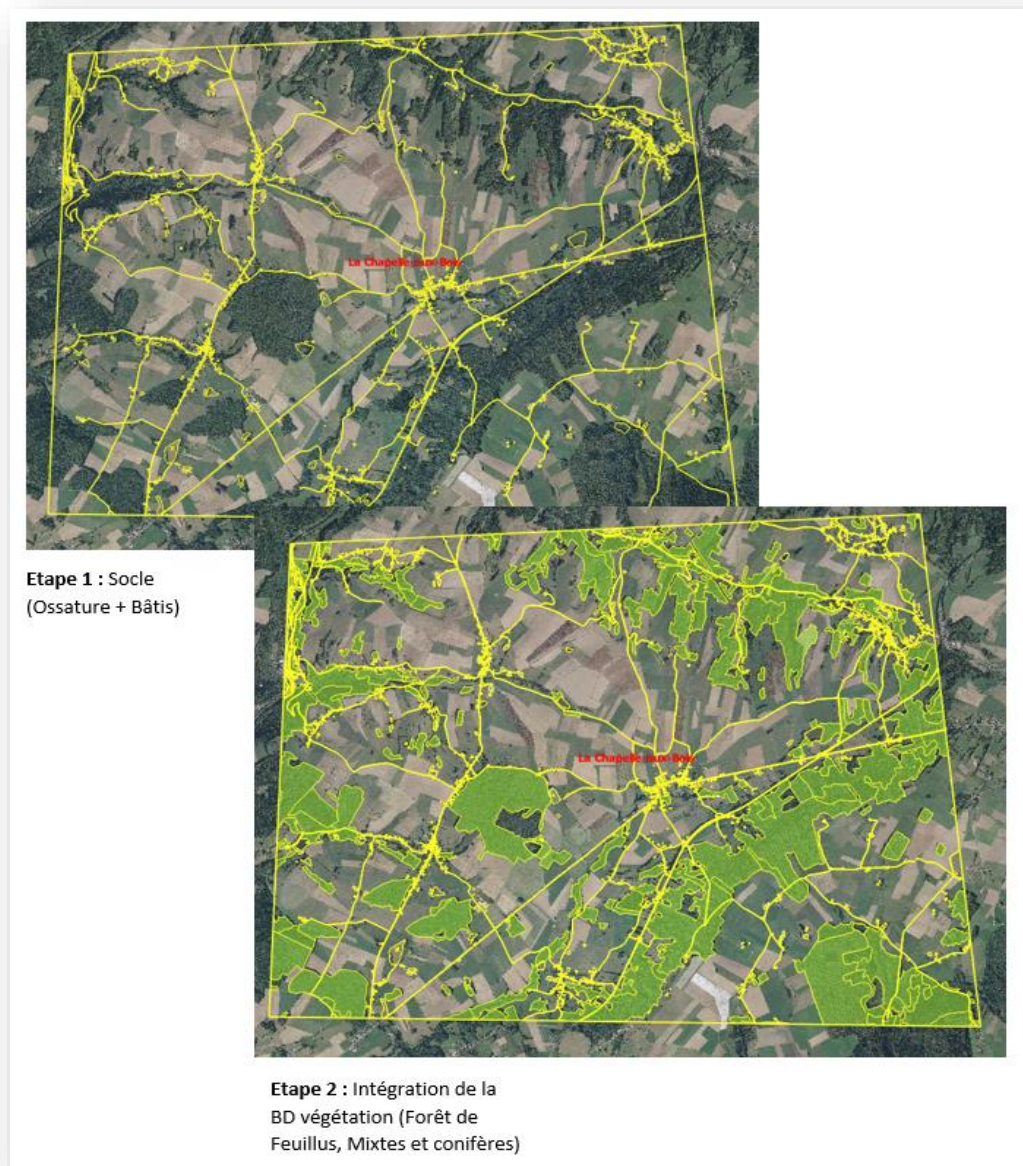 La Chapelle aux Bois
Etape 1 : Socle
(Ossature + Bâtis)
La Chapelle aux Bois
Etape 2 : Intégration de la
BD végétation (Forêt de
Feuillus, Mixtes et conifères)